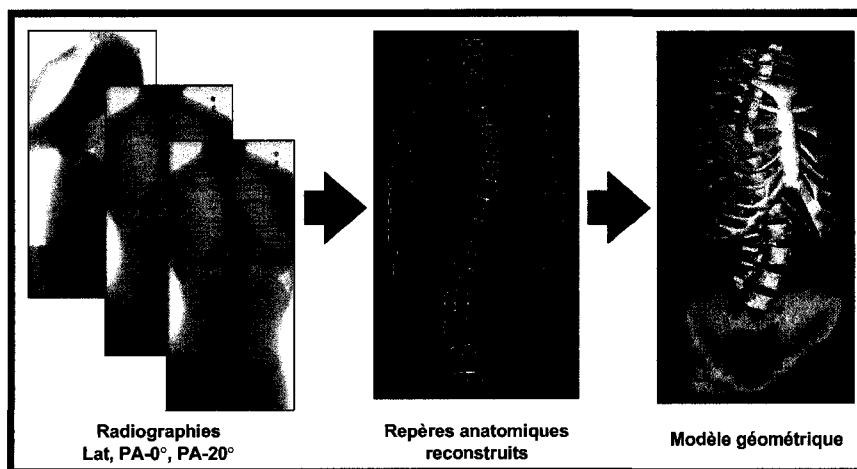 Radiographies
Lat, PA-0°, PA-20°
Repères anatomiques
reconstruits
Modèle géométrique